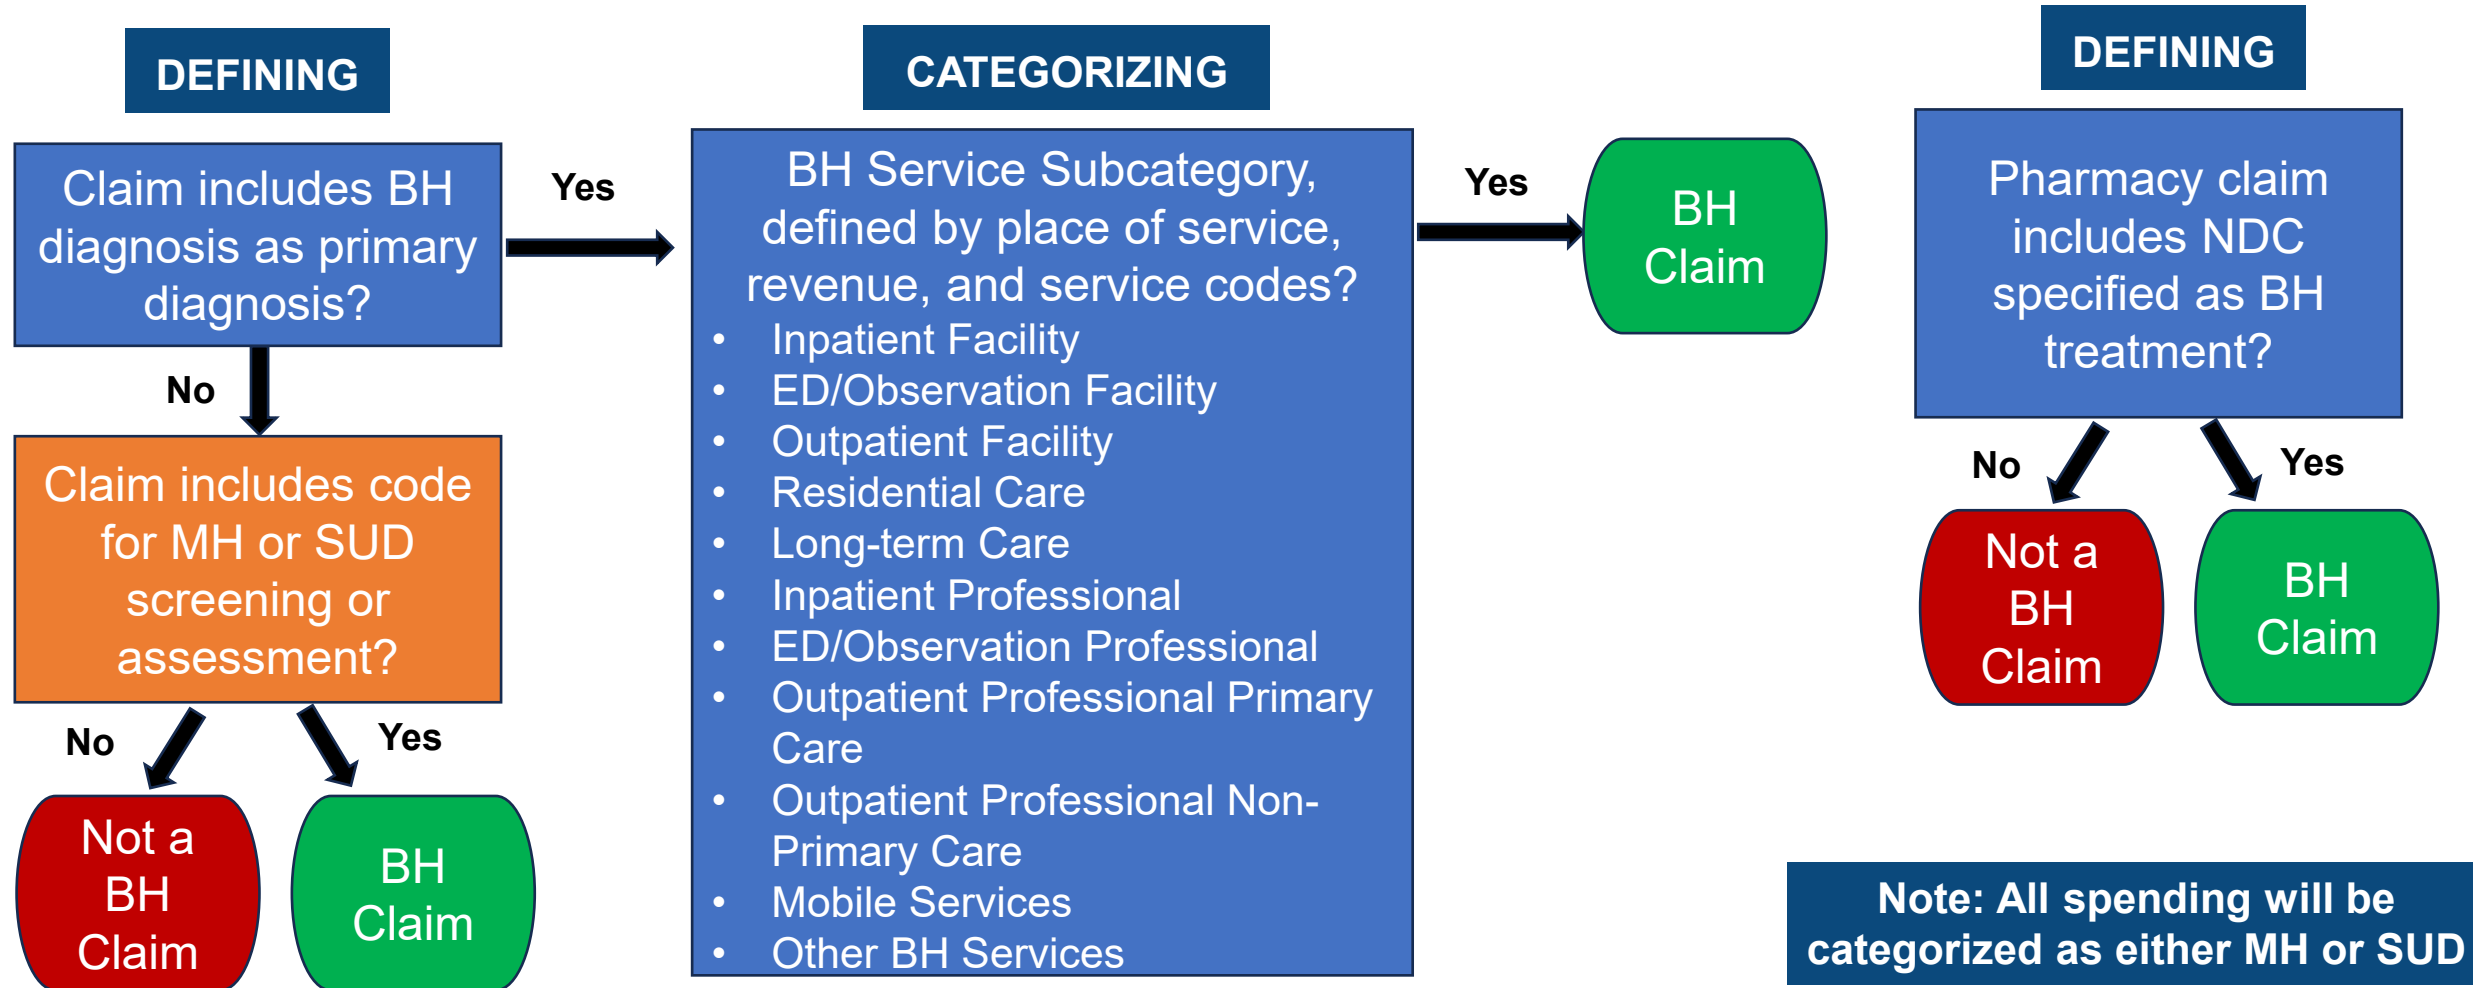 DEFINING
Claim includes BH
diagnosis as primary
diagnosis?
Yes
No
Claim includes code
for MH or SUD
screening or
assessment?
No
Yes
Not a
BH
Claim
BH
Claim
CATEGORIZING
BH Service Subcategory,
defined by place of service,
revenue, and service codes?
• Inpatient Facility
• ED/Observation Facility
• Outpatient Facility
• Residential Care
• Long-term Care
• Inpatient Professional
• ED/Observation Professional
• Outpatient Professional Primary
Care
• Outpatient Professional Non-
Primary Care
• Mobile Services
• Other BH Services
Yes
BH
Claim
DEFINING
Pharmacy claim
includes NDC
specified as BH
treatment?
No
Yes
Not a
BH
Claim
BH
Claim
Note: All spending will be
categorized as either MH or SUD